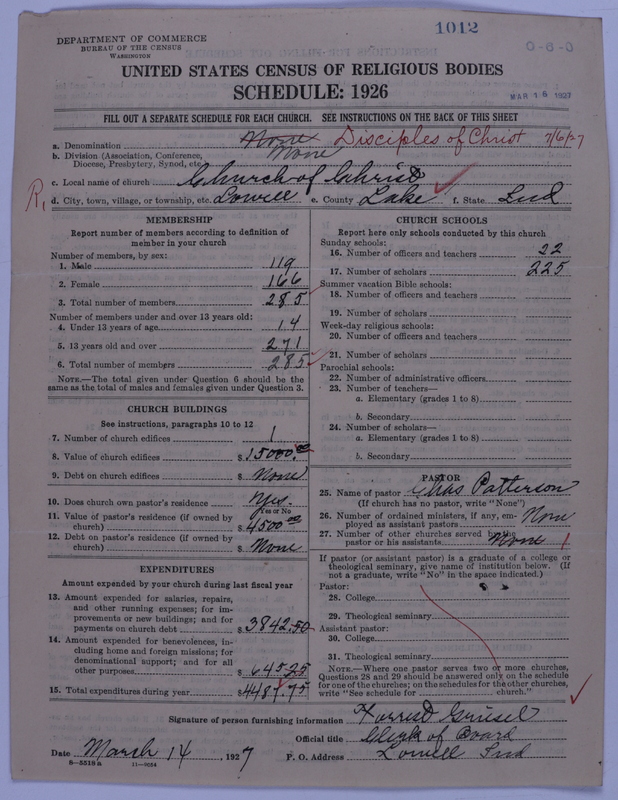 1012
DEPARTMENT OF COMMERCE
BUREAU OF THE CENSUS
WASHINGTON
0-6-0
UNITED STATES CENSUS OF RELIGIOUS BODIES
SCHEDULE: 1926
MAR 16 1927
FILL OUT A SEPARATE SCHEDULE FOR EACH CHURCH. SEE INSTRUCTIONS ON THE BACK OF THIS SHEET
a. Denomination None Disciples of Christ 7/6/27
b. Division (Association, Conference, None
Diocese, Presbytery, Synod, etc.
c. Local name of church Church of Christ
R1 d. City, town, village, or township, etc. Lowell e. County Lake f. State Ind
MEMBERSHIP
Report number of members according to definition of
member in your church
Number of members, by sex:
1. Male 119
2. Female 166
3. Total number of members 285
Number of members under and over 13 years old:
4. Under 13 years of age 14
5. 13 years old and over 271
6. Total number of members 285
NOTE.—The total given under Question 6 should be the
same as the total of males and females given under Question 3.
CHURCH BUILDINGS
See instructions, paragraphs 10 to 12
7. Number of church edifices 1
8. Value of church edifices $ 15000.00
9. Debt on church edifices $ None
10. Does church own pastor's residence Yes.
Yes or No
11. Value of pastor's residence (if owned by
church) $ 4500 00
12. Debt on pastor's residence (if owned by
church) $ None
EXPENDITURES
Amount expended by your church during last fiscal year
13. Amount expended for salaries, repairs,
and other running expenses; for im-
provements or new buildings; and for
payments on church debt $ 3842.50
14. Amount expended for benevolences, in-
cluding home and foreign missions; for
denominational support; and for all
other purposes $ 645.25
15. Total expenditures during year $ 4487.75
CHURCH SCHOOLS
Report here only schools conducted by this church
Sunday schools:
16. Number of officers and teachers 22
17. Number of scholars 225
Summer vacation Bible schools:
18. Number of officers and teachers
19. Number of scholars
Week-day religious schools:
20. Number of officers and teachers
21. Number of scholars
Parochial schools:
22. Number of administrative officers
23. Number of teachers—
a. Elementary (grades 1 to 8)
b. Secondary
24. Number of scholars—
a. Elementary (grades 1 to 8)
b. Secondary
PASTOR
25. Name of pastor Chas Patterson
(If church has no pastor, write "None")
26. Number of ordained ministers, if any, em-
ployed as assistant pastors None
27. Number of other churches served by the
pastor or his assistants None 1
If pastor (or assistant pastor) is a graduate of a college or
theological seminary, give name of institution below. (If
not a graduate, write "No" in the space indicated.)
Pastor:
28. College
29. Theological seminary
Assistant pastor:
30. College
31. Theological seminary
NOTE.—Where one pastor serves two or more churches,
Questions 28 and 29 should be answered only on the schedule
for one of the churches; on the schedules for the other churches,
write "See schedule for church."
Signature of person furnishing information Forrest
Official title Clerk of Board
Date March 14, 1927 P. O. Address Lowell Ind
8—5518a 11—9054